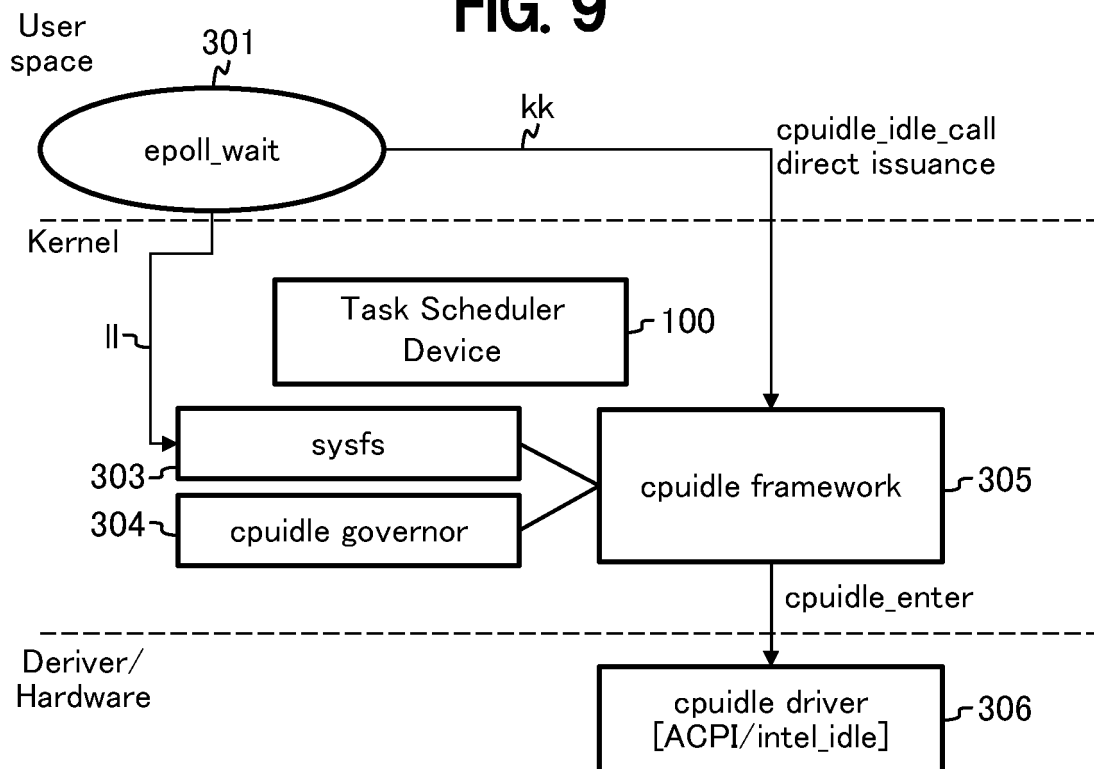 FIG. 9
User
space
301
epoll_wait
kk
cpuidle_idle_call
direct issuance
Kernel
ll
Task Scheduler
Device
100
sysfs
303
cpuidle governor
304
cpuidle framework
305
cpuidle_enter
Deriver/
Hardware
cpuidle driver
[ACPI/intel_idle]
306